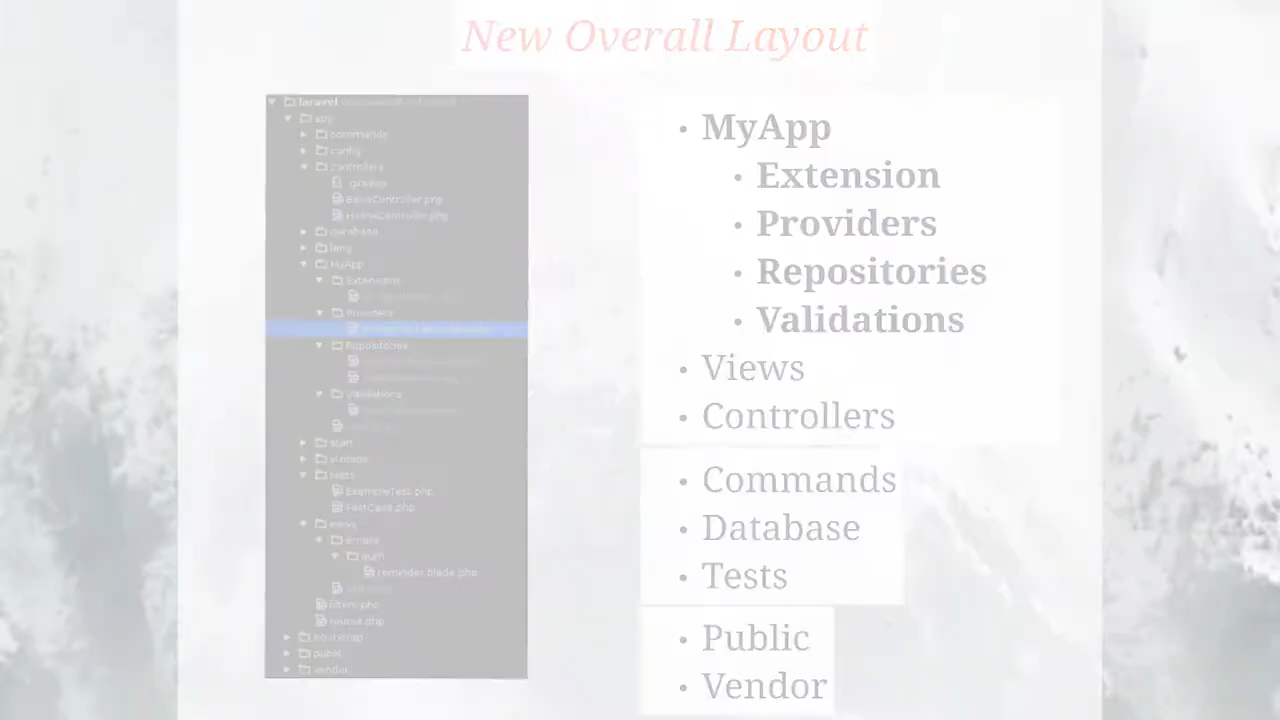 New Overall Layout
laravel
app
commands
config
controllers
.gitkeep
BaseController.php
HomeController.php
database
lang
MyApp
Extensions
Providers
Repositories
Validations
start
storage
tests
ExampleTest.php
TestCase.php
views
emails
auth
reminder.blade.php
filters.php
routes.php
bootstrap
public
vendor
• MyApp
• Extension
• Providers
• Repositories
• Validations
• Views
• Controllers
• Commands
• Database
• Tests
• Public
• Vendor